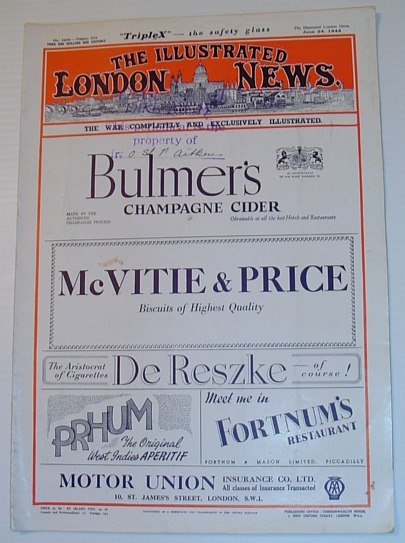 "TripleX" — the safety glass
The Illustrated London News,
June 24, 1944
THE ILLUSTRATED
LONDON NEWS.
THE WAR COMPLETELY AND EXCLUSIVELY ILLUSTRATED.
property of
Bulmer's
CHAMPAGNE CIDER
MADE BY THE
AUTHENTIC
CHAMPAGNE PROCESS
Obtainable at all the best Hotels and Restaurants
McVITIE & PRICE
Biscuits of Highest Quality
The Aristocrat
of Cigarettes
De Reszke
of
course!
PRHUM
The Original
West Indies APERITIF
Meet me in
FORTNUM'S
RESTAURANT
FORTNUM & MASON LIMITED, PICCADILLY
MOTOR UNION INSURANCE CO. LTD.
All classes of Insurance Transacted
10, ST. JAMES'S STREET, LONDON, S.W.1.